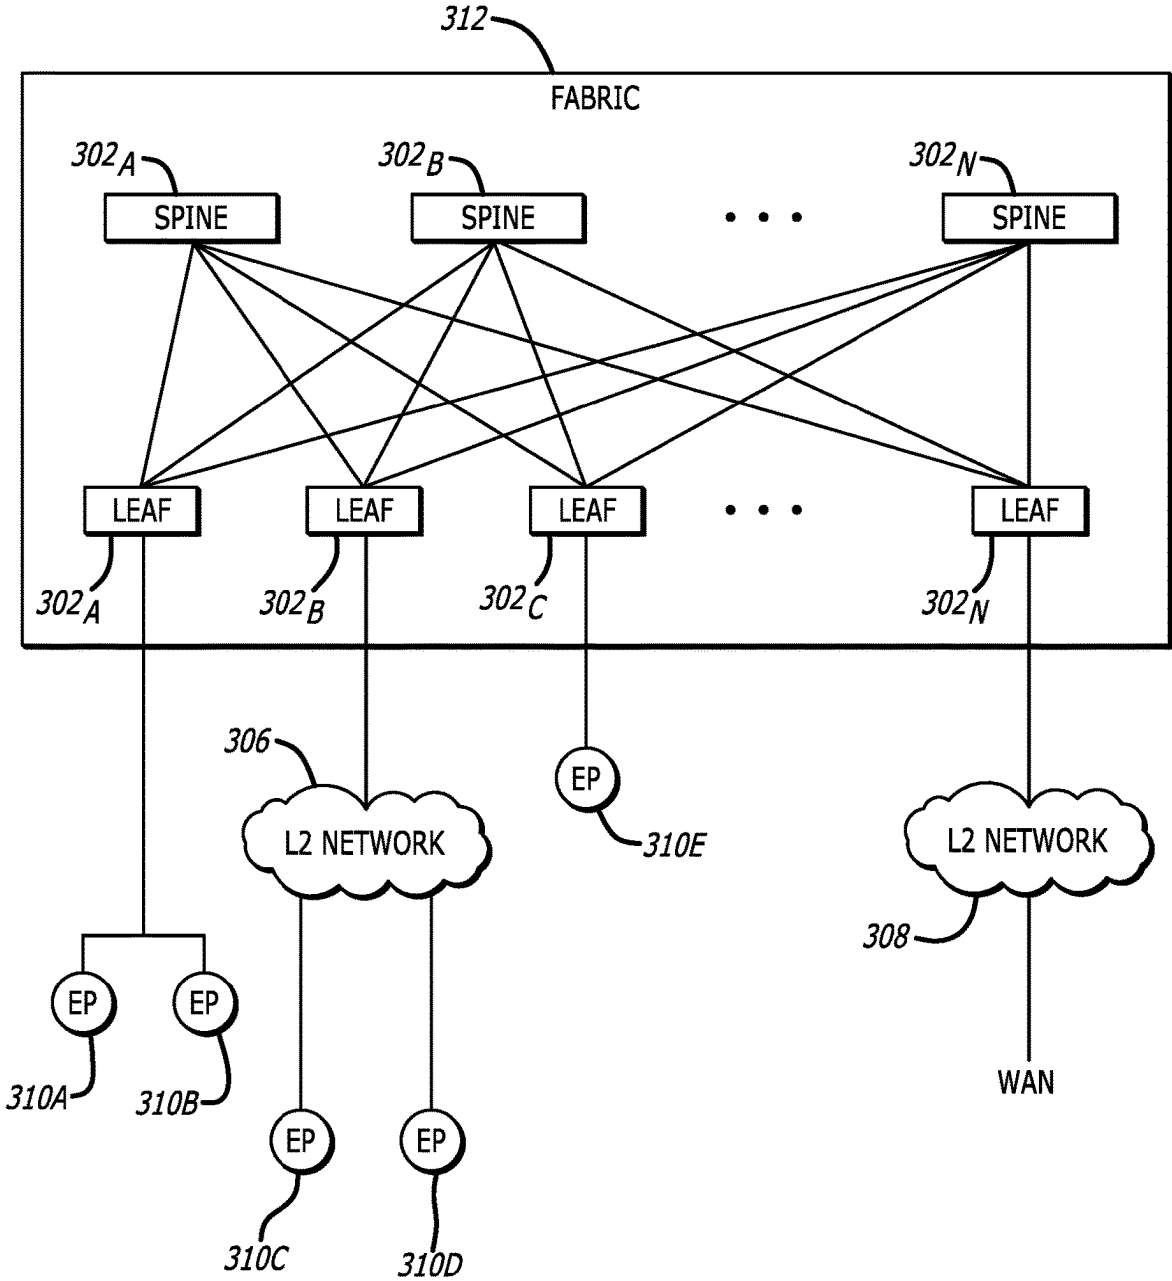 312
FABRIC
302A 302B 302N
SPINE SPINE • • • SPINE
LEAF LEAF LEAF • • • LEAF
302A 302B 302C 302N
306
EP
L2 NETWORK 310E L2 NETWORK
308
EP EP
310A 310B WAN
EP EP
310C 310D